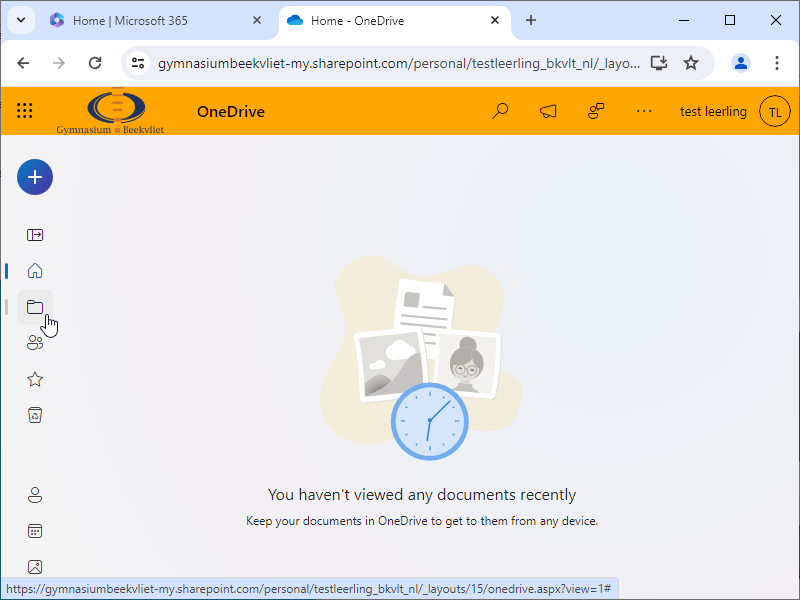 Home | Microsoft 365
Home - OneDrive
gymnasiumbeekvliet-my.sharepoint.com/personal/testleerling_bkvlt_nl/_layo...
Gymnasium Beekvliet
OneDrive
test leerling
TL
You haven't viewed any documents recently
Keep your documents in OneDrive to get to them from any device.
https://gymnasiumbeekvliet-my.sharepoint.com/personal/testleerling_bkvlt_nl/_layouts/15/onedrive.aspx?view=1#